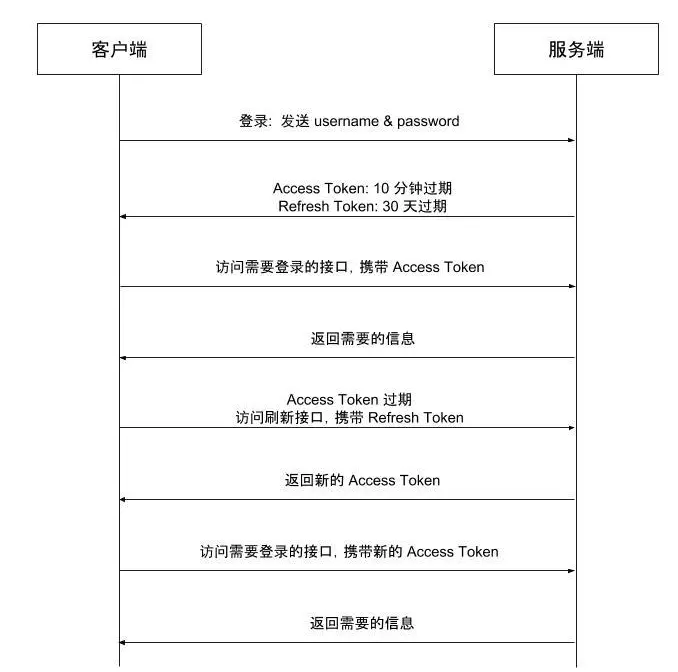 客户端
服务端
登录: 发送 username & password
Access Token: 10 分钟过期
Refresh Token: 30 天过期
访问需要登录的接口, 携带 Access Token
返回需要的信息
Access Token 过期
访问刷新接口, 携带 Refresh Token
返回新的 Access Token
访问需要登录的接口, 携带新的 Access Token
返回需要的信息